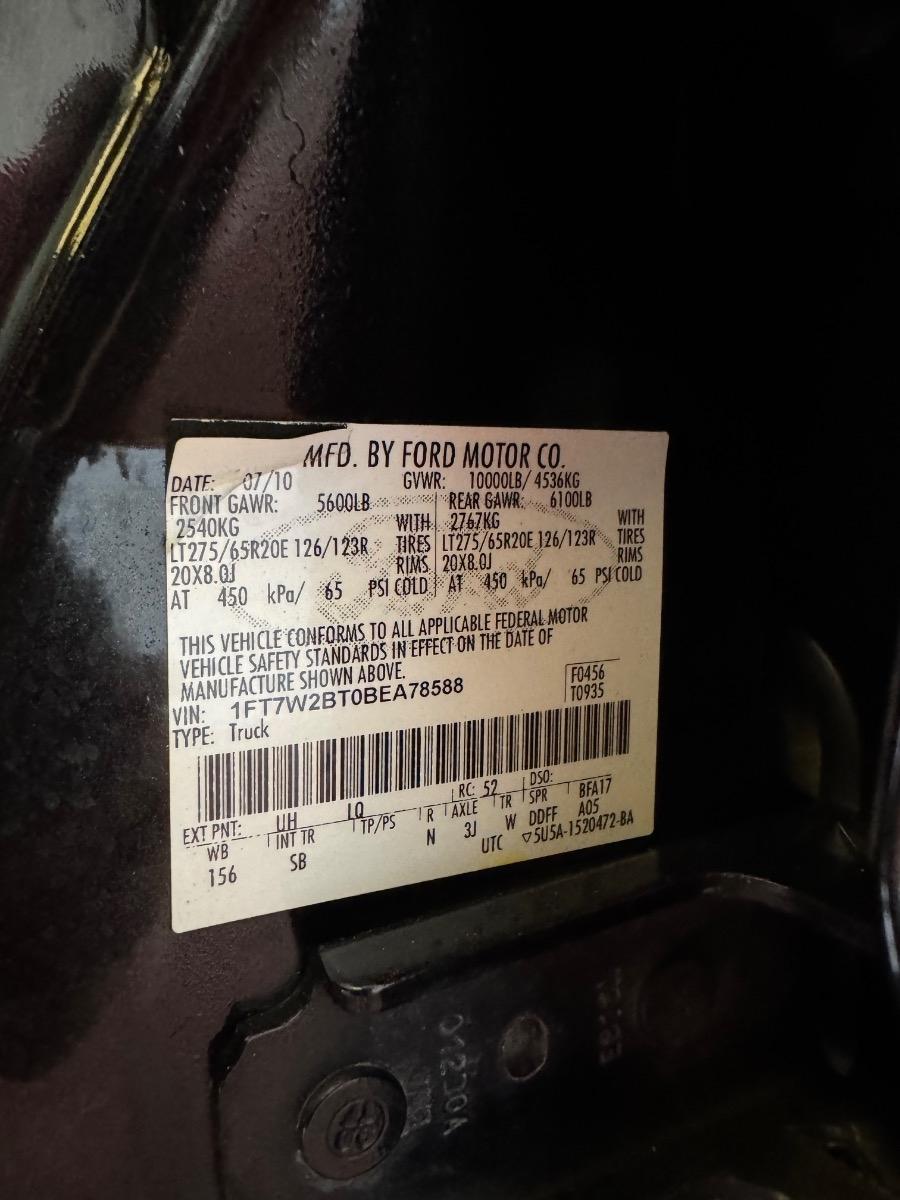 MFD. BY FORD MOTOR CO.
DATE: 07/10 GVWR: 10000LB/ 4536KG
FRONT GAWR: 5600LB REAR GAWR: 6100LB
2540KG WITH 2767KG WITH
LT275/65R20E 126/123R TIRES LT275/65R20E 126/123R TIRES
20X8.0J RIMS 20X8.0J RIMS
AT 450 kPa/ 65 PSI COLD AT 450 kPa/ 65 PSI COLD
THIS VEHICLE CONFORMS TO ALL APPLICABLE FEDERAL MOTOR
VEHICLE SAFETY STANDARDS IN EFFECT ON THE DATE OF
MANUFACTURE SHOWN ABOVE.
F0456
VIN: 1FT7W2BT0BEA78588
T0935
TYPE: Truck
EXT PNT: UH LQ RC: 52 DSO:
WB INT TR TP/PS R AXLE TR SPR BFA17
156 SB N 3J W DDFF A05
UTC ▽5U5A-1520472-BA